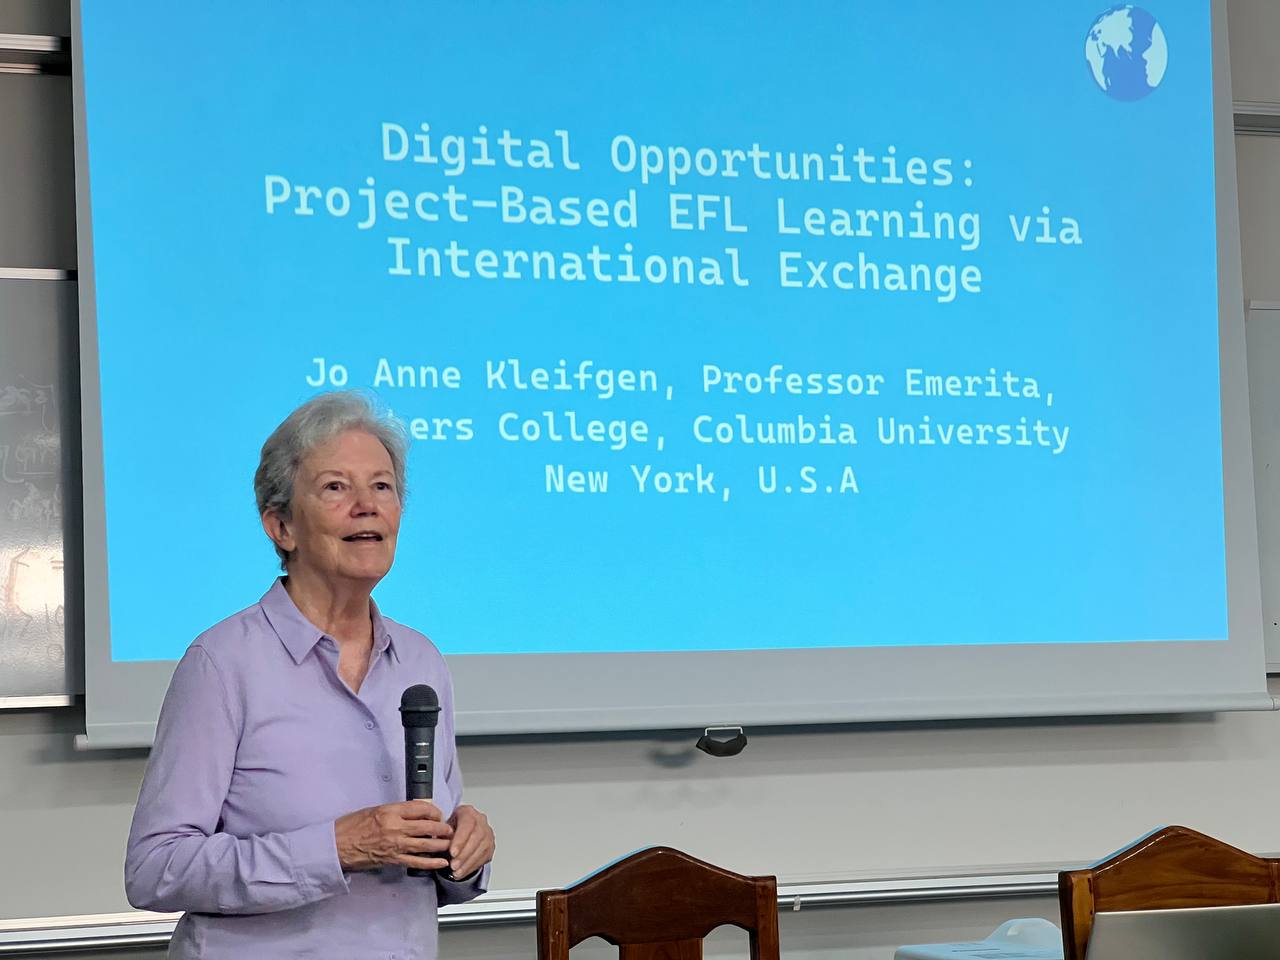 Digital Opportunities:
Project-Based EFL Learning via
International Exchange
Jo Anne Kleifgen, Professor Emerita,
ers College, Columbia University
New York, U.S.A